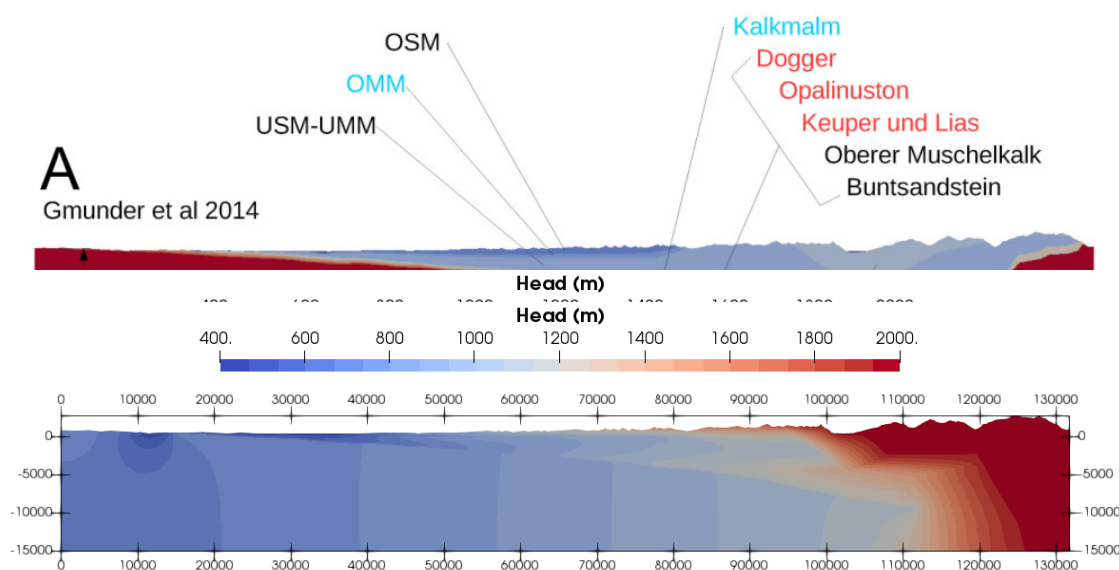 Kalkmalm
OSM
Dogger
OMM
Opalinuston
USM-UMM
Keuper und Lias
Oberer Muschelkalk
A
Buntsandstein
Gmunder et al 2014
Head (m)
Head (m)
400. 600 800 1000 1200 1400 1600 1800 2000.
0 10000 20000 30000 40000 50000 60000 70000 80000 90000 100000 110000 120000 130000
0 0
-5000 -5000
-10000 -10000
-15000 -15000
0 10000 20000 30000 40000 50000 60000 70000 80000 90000 100000 110000 120000 130000